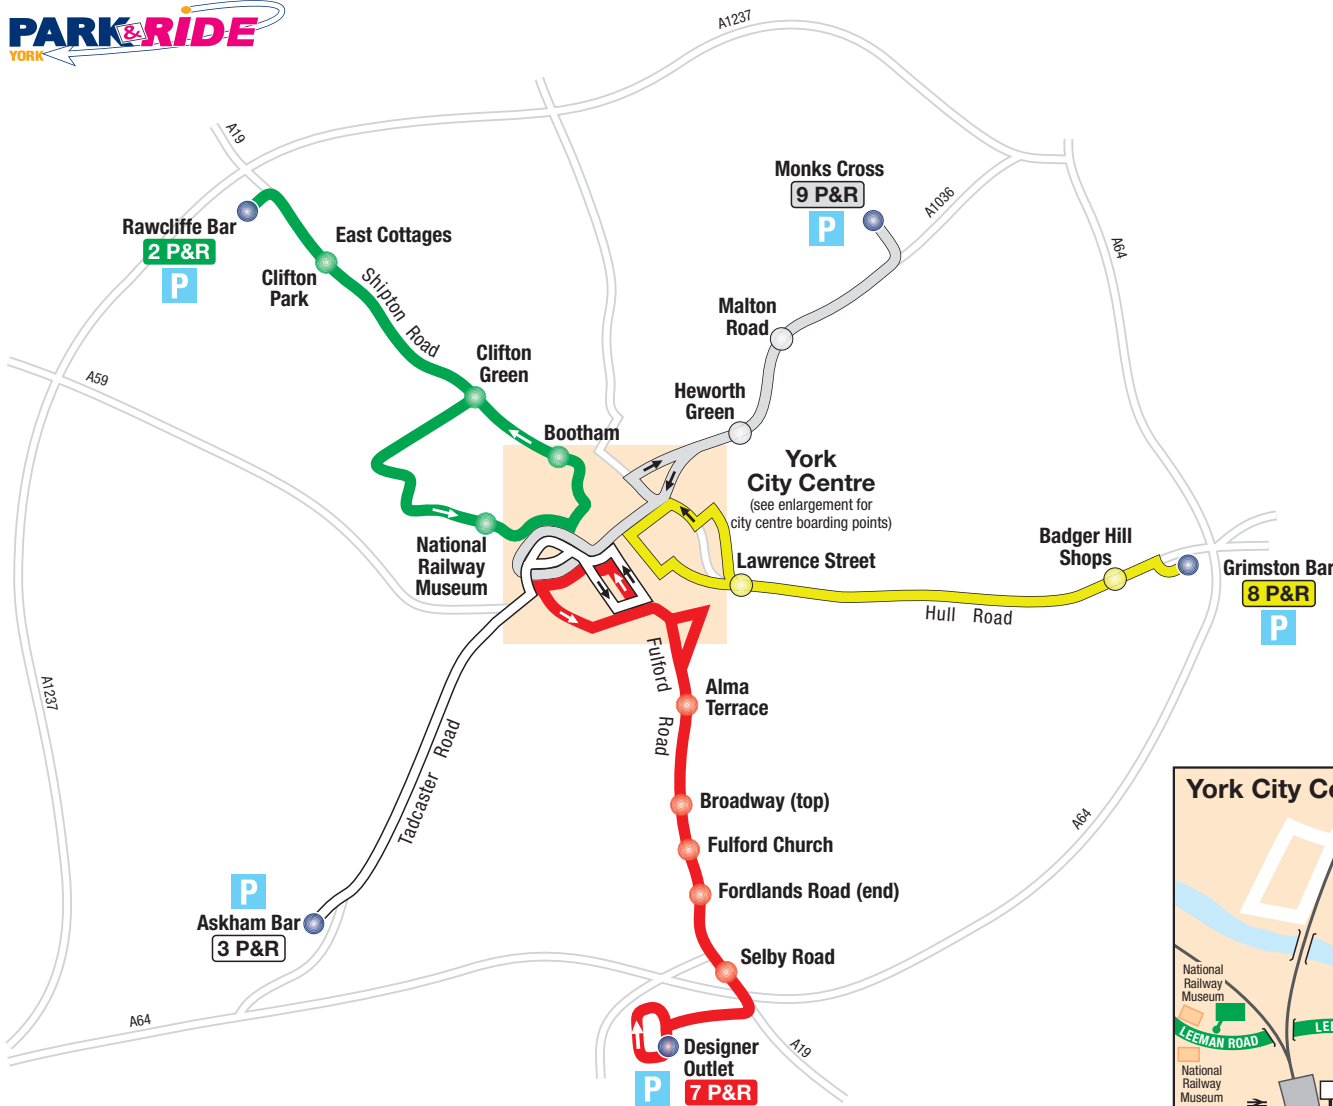 PARK&RIDE
YORK
A1237
A19
Monks Cross
9 P&R
P
A1036
Rawcliffe Bar
2 P&R
P
East Cottages
Clifton
Park
Shipton Road
A64
Malton
Road
Clifton
Green
A59
Heworth
Green
Bootham
York
City Centre
(see enlargement for
city centre boarding points)
National
Railway
Museum
Lawrence Street
Badger Hill
Shops
Grimston Bar
8 P&R
P
Hull Road
Fulford Road
A1237
Alma
Terrace
Tadcaster Road
Broadway (top)
Fulford Church
Fordlands Road (end)
A64
P
Askham Bar
3 P&R
Selby Road
A64
A19
Designer
Outlet
P
7 P&R
York City Ce
National
Railway
Museum
LEEMAN ROAD
LEE
National
Railway
Museum